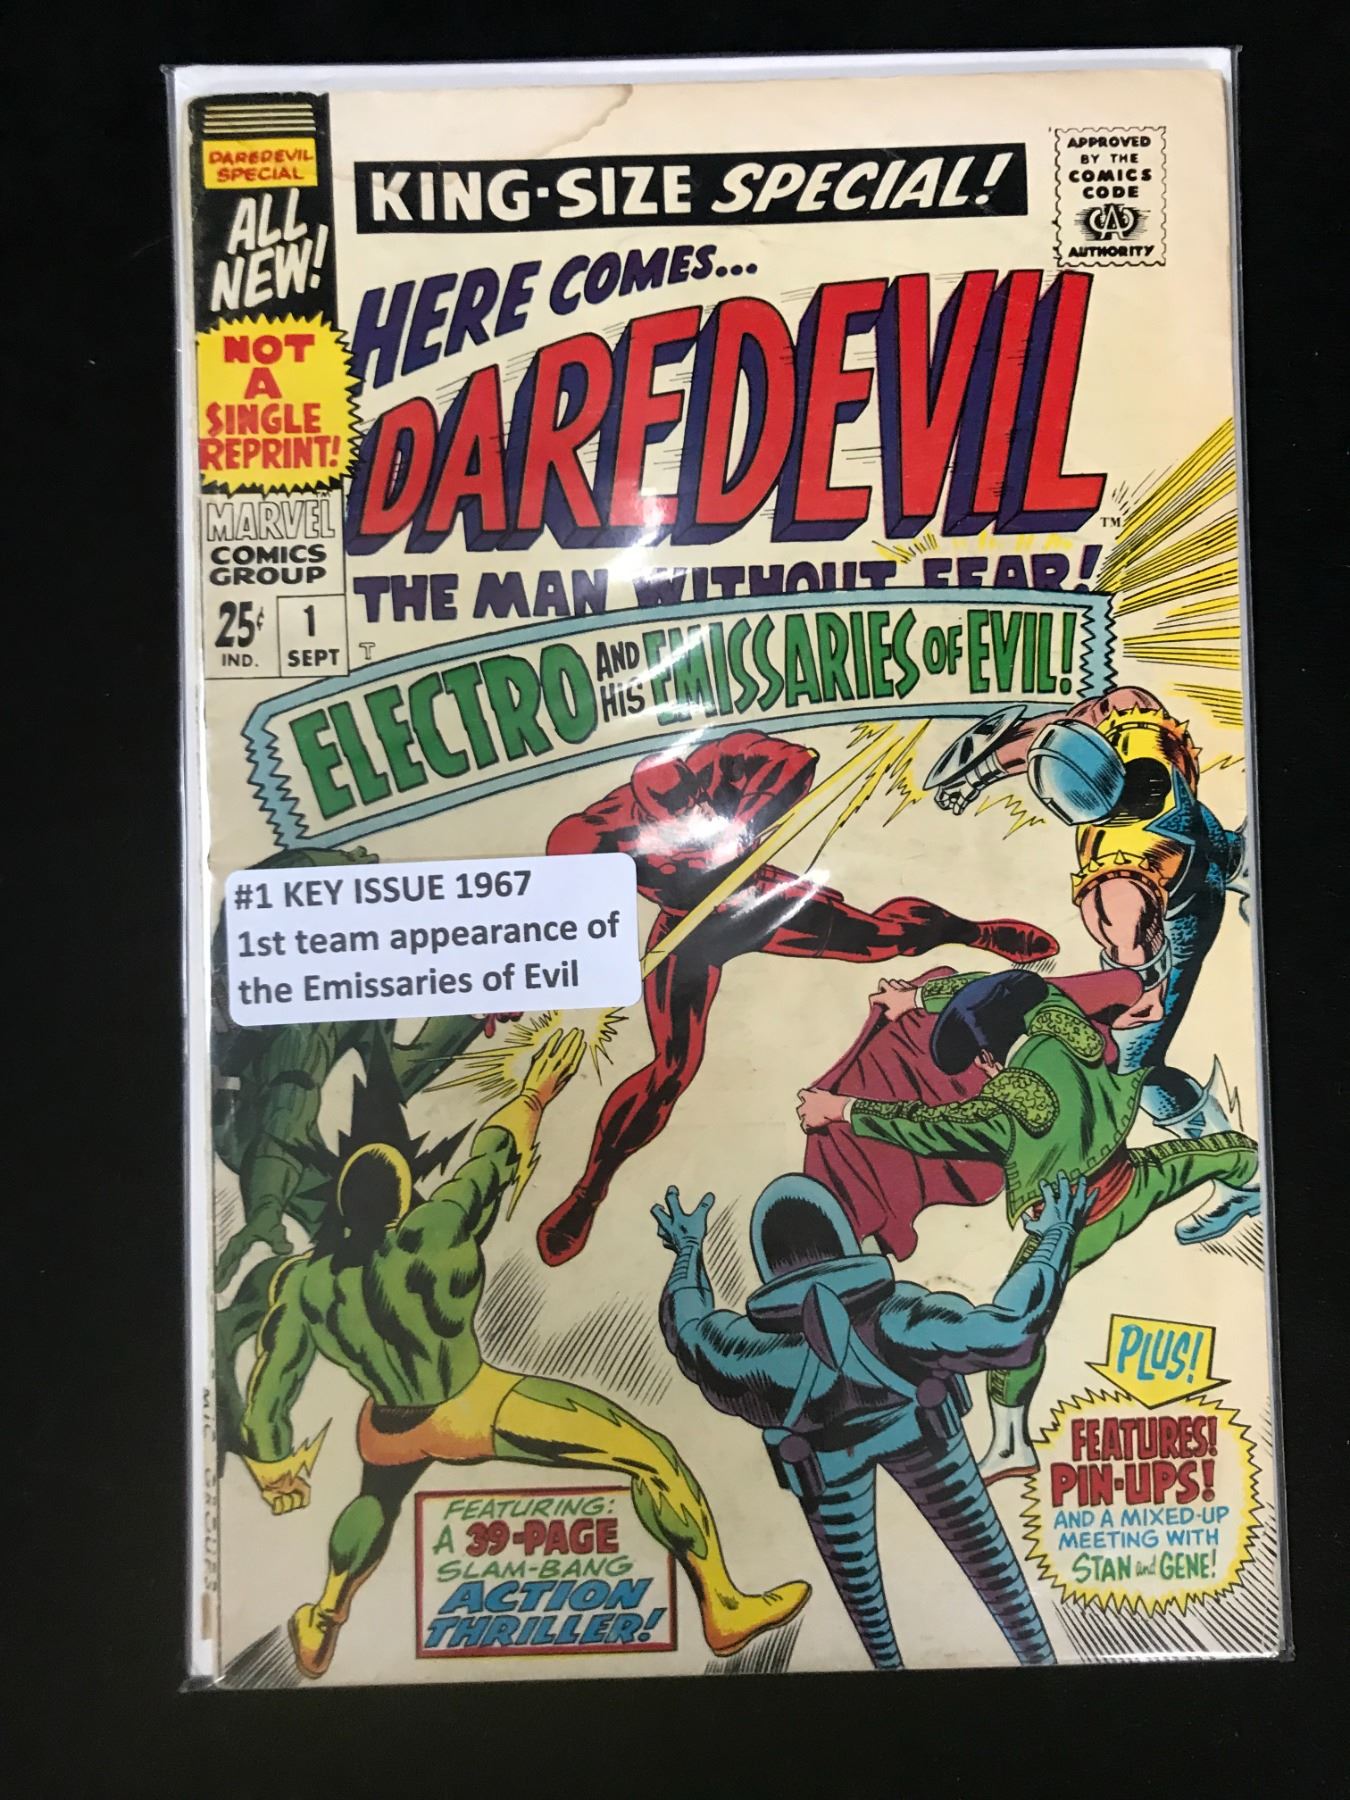 DAREDEVIL
SPECIAL
ALL
NEW!
NOT
A
SINGLE
REPRINT!
MARVEL
COMICS
GROUP
25¢
IND.
1
SEPT
KING-SIZE SPECIAL!
APPROVED
BY THE
COMICS
CODE
CA
AUTHORITY
HERE COMES...
DAREDEVIL
TM
THE MAN WITHOUT FEAR!
T
ELECTRO AND HIS EMISSARIES OF EVIL!
#1 KEY ISSUE 1967
1st team appearance of
the Emissaries of Evil
PLUS!
FEATURES!
PIN-UPS!
AND A MIXED-UP
MEETING WITH
STAN and GENE!
FEATURING:
A 39-PAGE
SLAM-BANG
ACTION
THRILLER!